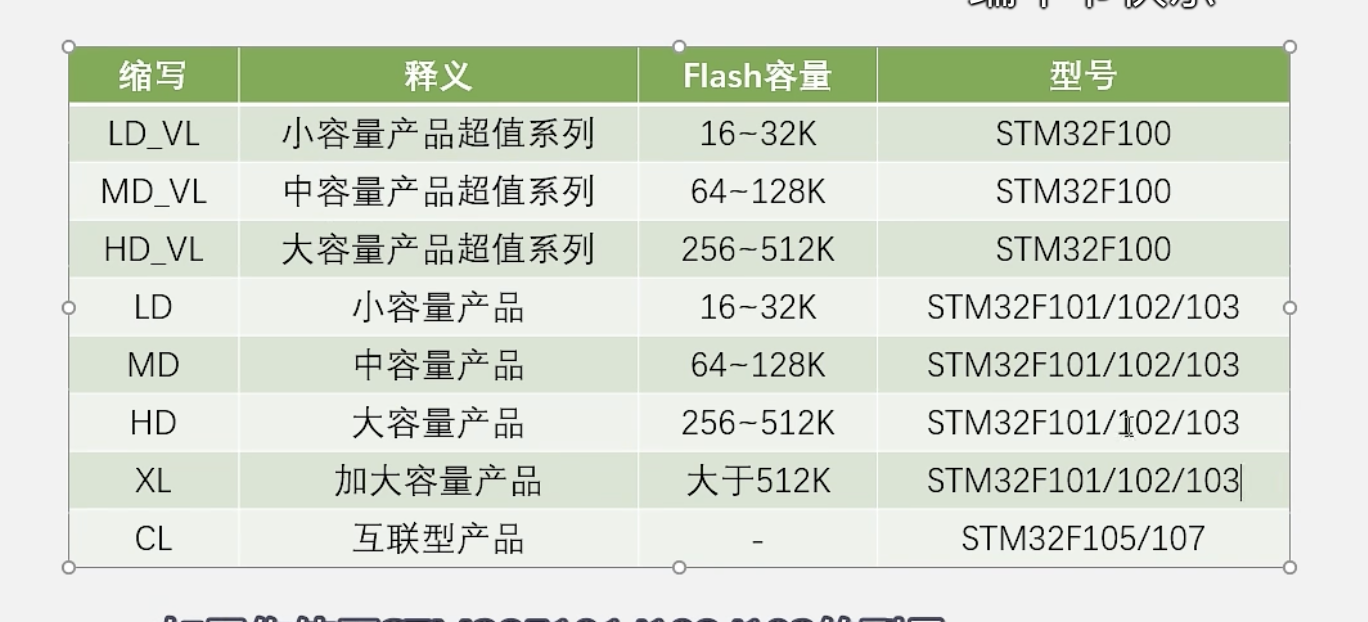 缩写 释义 Flash容量 型号
LD_VL 小容量产品超值系列 16~32K STM32F100
MD_VL 中容量产品超值系列 64~128K STM32F100
HD_VL 大容量产品超值系列 256~512K STM32F100
LD 小容量产品 16~32K STM32F101/102/103
MD 中容量产品 64~128K STM32F101/102/103
HD 大容量产品 256~512K STM32F101/102/103
XL 加大容量产品 大于512K STM32F101/102/103
CL 互联型产品 - STM32F105/107